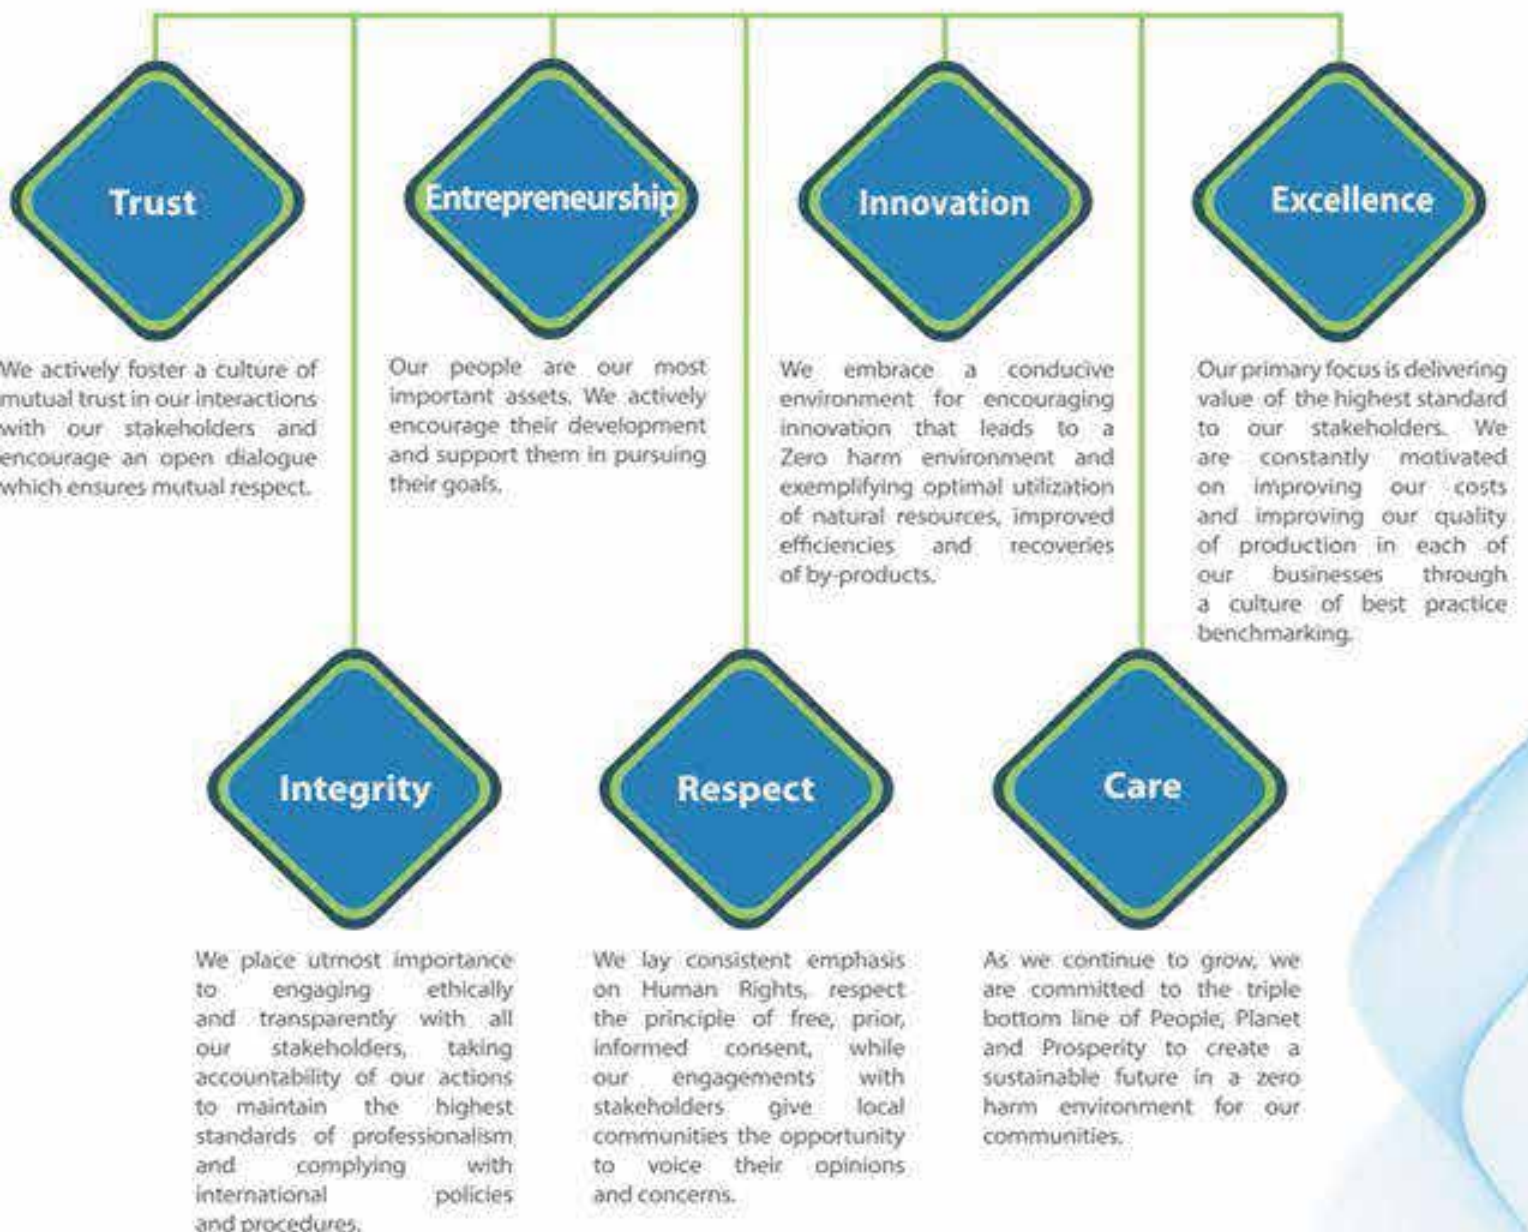 Trust
We actively foster a culture of
mutual trust in our interactions
with our stakeholders and
encourage an open dialogue
which ensures mutual respect.
Entrepreneurship
Our people are our most
important assets. We actively
encourage their development
and support them in pursuing
their goals.
Innovation
We embrace a conducive
environment for encouraging
innovation that leads to a
Zero harm environment and
exemplifying optimal utilization
of natural resources, improved
efficiencies and recoveries
of by-products.
Excellence
Our primary focus is delivering
value of the highest standard
to our stakeholders. We
are constantly motivated
on improving our costs
and improving our quality
of production in each of
our businesses through
a culture of best practice
benchmarking.
Integrity
We place utmost importance
to engaging ethically
and transparently with all
our stakeholders, taking
accountability of our actions
to maintain the highest
standards of professionalism
and complying with
international policies
and procedures.
Respect
We lay consistent emphasis
on Human Rights, respect
the principle of free, prior,
informed consent, while
our engagements with
stakeholders give local
communities the opportunity
to voice their opinions
and concerns.
Care
As we continue to grow, we
are committed to the triple
bottom line of People, Planet
and Prosperity to create a
sustainable future in a zero
harm environment for our
communities.